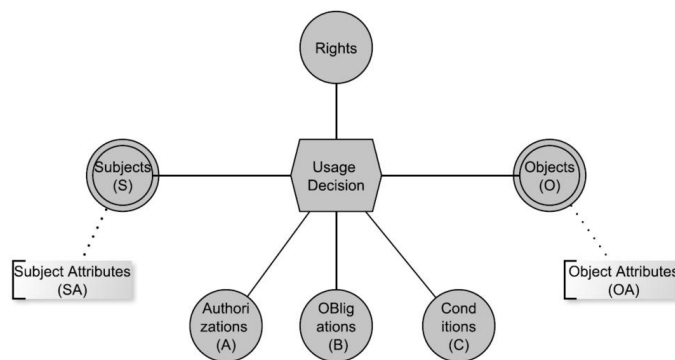 Rights
Subjects
(S)
Usage
Decision
Objects
(O)
Subject Attributes
(SA)
Object Attributes
(OA)
Authori
zations
(A)
OBlig
ations
(B)
Cond
itions
(C)